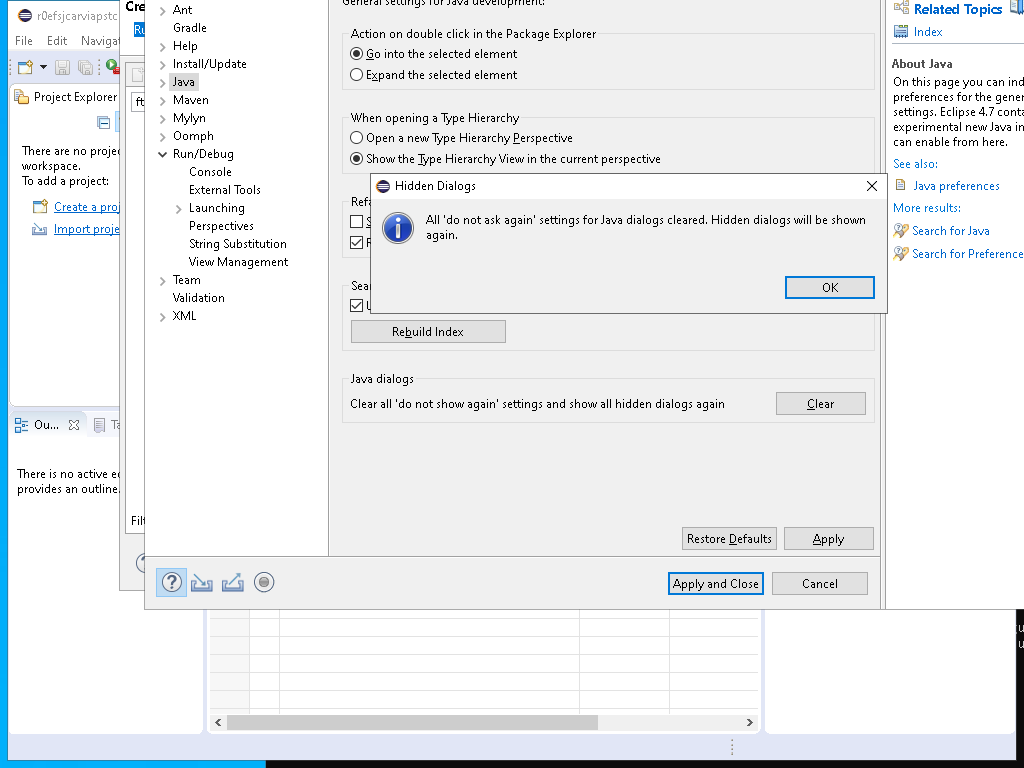 r0efsjcarviapstc
File Edit Navigat
Project Explorer
There are no proje
workspace.
To add a project:
Create a proj
Import proje
Ou...
There is no active e
provides an outline.
Cre
Ru
ft
Filt
Ant
Gradle
Help
Install/Update
Java
Maven
Mylyn
Oomph
Run/Debug
Console
External Tools
Launching
Perspectives
String Substitution
View Management
Team
Validation
XML
General settings for Java development:
Action on double click in the Package Explorer
Go into the selected element
Expand the selected element
When opening a Type Hierarchy
Open a new Type Hierarchy Perspective
Show the Type Hierarchy View in the current perspective
Refa
Hidden Dialogs
All 'do not ask again' settings for Java dialogs cleared. Hidden dialogs will be shown
again.
OK
Sear
Rebuild Index
Java dialogs
Clear all 'do not show again' settings and show all hidden dialogs again
Clear
Restore Defaults Apply
Apply and Close Cancel
Related Topics
Index
About Java
On this page you can ind
preferences for the gener
settings. Eclipse 4.7 conta
experimental new Java in
can enable from here.
See also:
Java preferences
More results:
Search for Java
Search for Preference